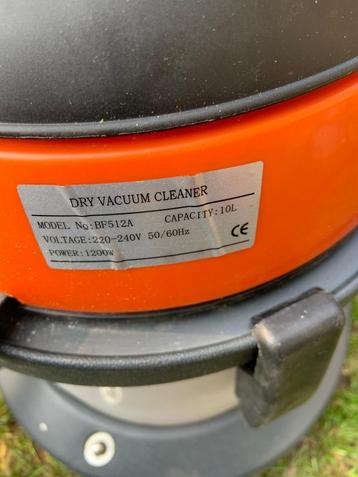 DRY VACUUM CLEANER
MODEL No:BF512A CAPACITY:10L
VOLTAGE:220-240V 50/60Hz
POWER:1200W CE